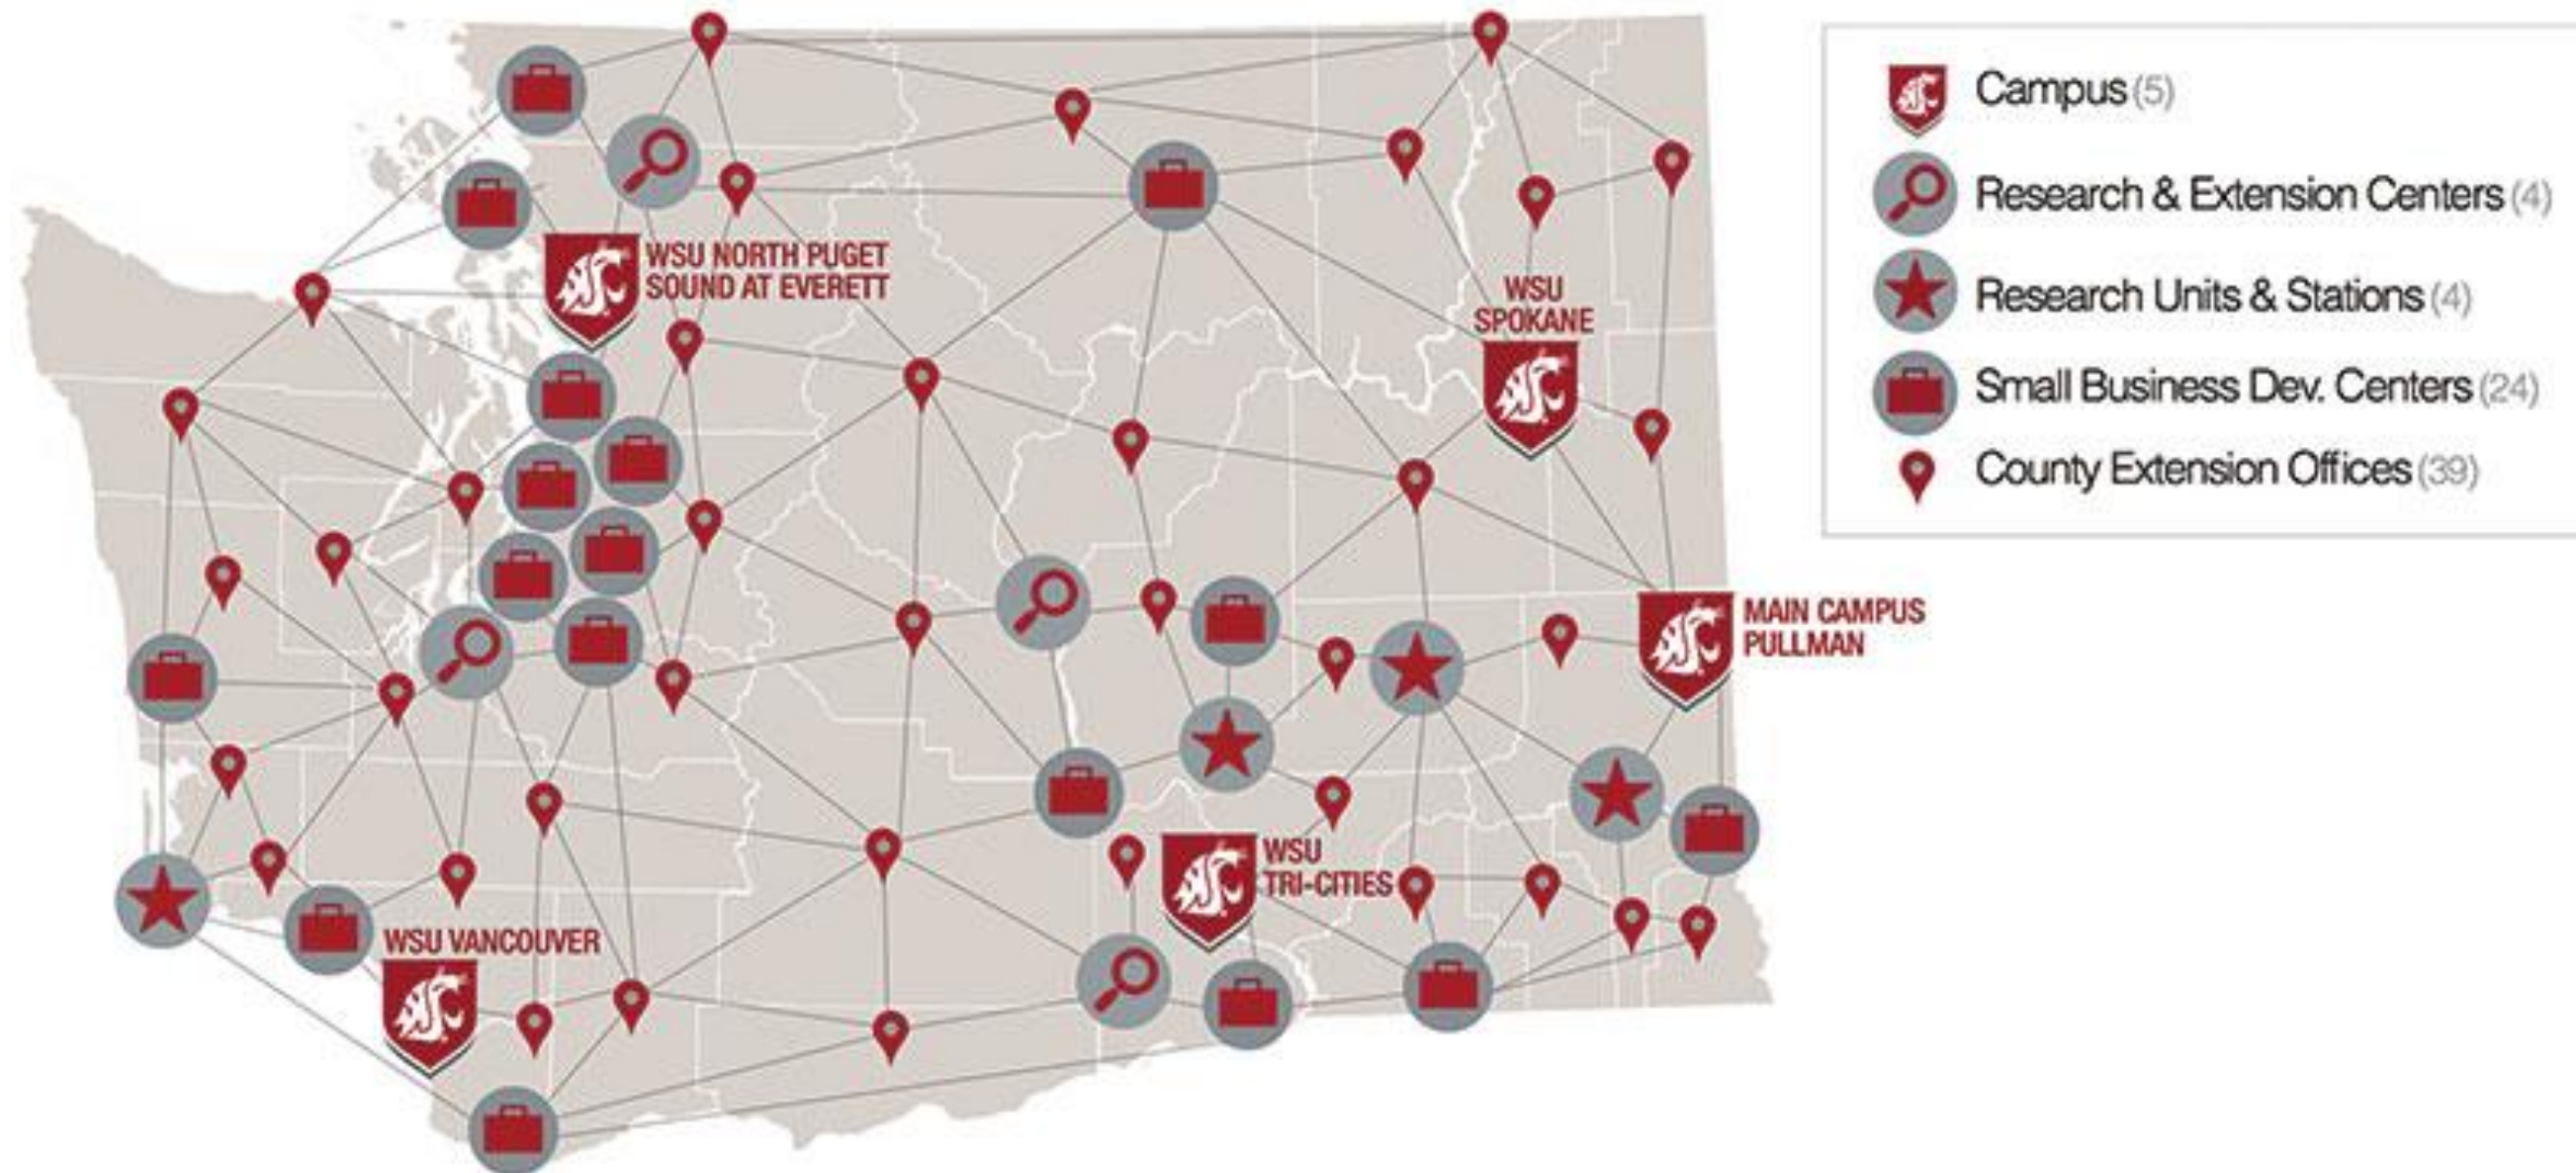 WSU NORTH PUGET
SOUND AT EVERETT
WSU
SPOKANE
MAIN CAMPUS
PULLMAN
WSU
TRI-CITIES
WSU VANCOUVER
Campus (5)
Research & Extension Centers (4)
Research Units & Stations (4)
Small Business Dev. Centers (24)
County Extension Offices (39)